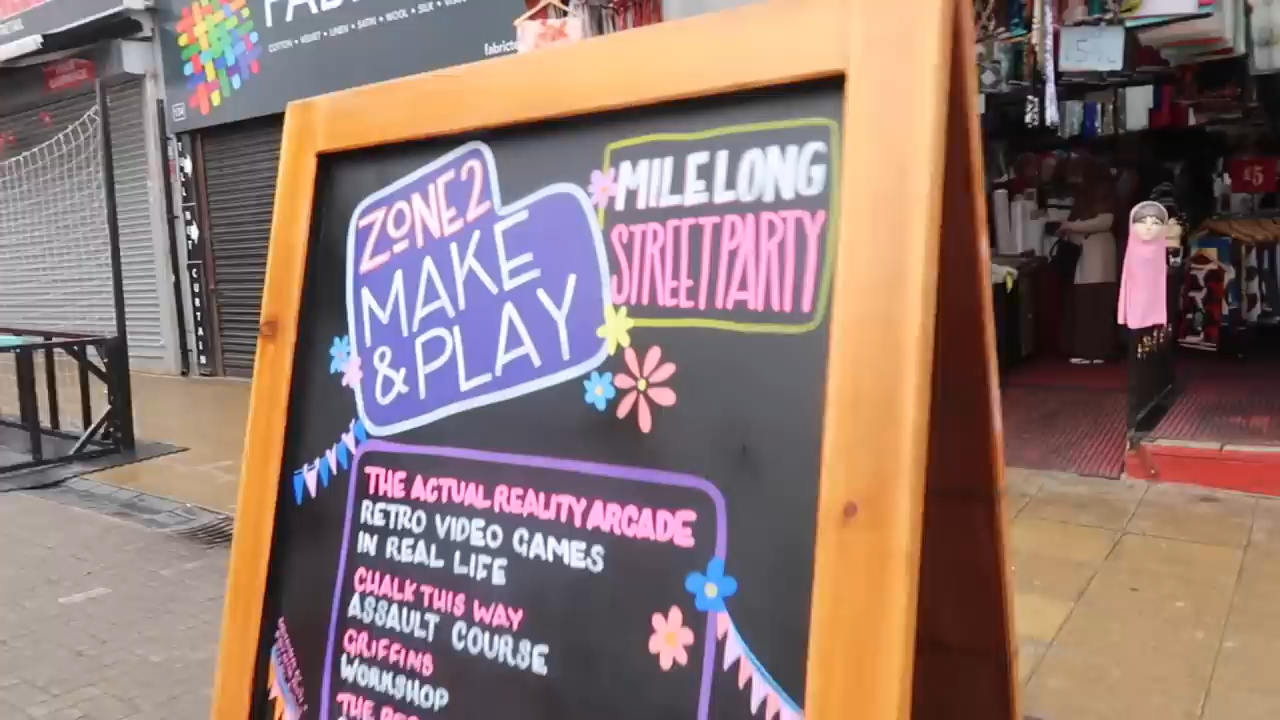 COTTON • VELVET • LINEN • SATIN • WOOL • SILK •
ZONE 2
MAKE
& PLAY
MILE LONG
STREET PARTY
THE ACTUAL REALITY ARCADE
RETRO VIDEO GAMES
IN REAL LIFE
CHALK THIS WAY
ASSAULT COURSE
GRIFFINS
WORKSHOP
THE
£5